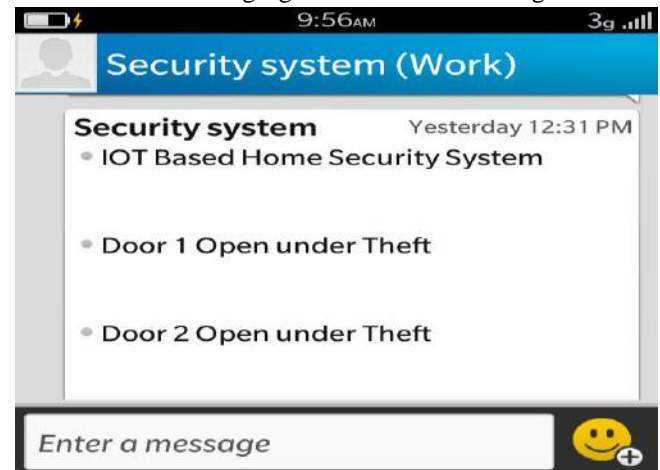 9:56AM 3g
Security system (Work)
Security system Yesterday 12:31 PM
IOT Based Home Security System
Door 1 Open under Theft
Door 2 Open under Theft
Enter a message